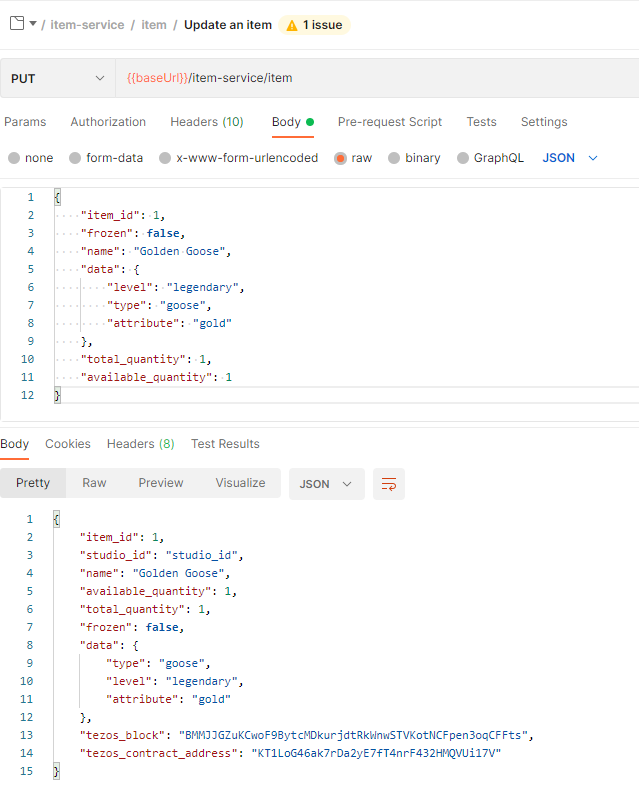 / item-service / item / Update an item 1 issue
PUT {{baseUrl}}/item-service/item
Params Authorization Headers (10) Body Pre-request Script Tests Settings
none form-data x-www-form-urlencoded raw binary GraphQL JSON
1 {
2 "item_id": 1,
3 "frozen": false,
4 "name": "Golden Goose",
5 "data": {
6 "level": "legendary",
7 "type": "goose",
8 "attribute": "gold"
9 },
10 "total_quantity": 1,
11 "available_quantity": 1
12 }
Body Cookies Headers (8) Test Results
Pretty Raw Preview Visualize JSON
1 {
2 "item_id": 1,
3 "studio_id": "studio_id",
4 "name": "Golden Goose",
5 "available_quantity": 1,
6 "total_quantity": 1,
7 "frozen": false,
8 "data": {
9 "type": "goose",
10 "level": "legendary",
11 "attribute": "gold"
12 },
13 "tezos_block": "BMMJJGZuKCwoF9BytcMDkurjdtRkWnwSTVKotNCFpen3oqCFFts",
14 "tezos_contract_address": "KT1LoG46ak7rDa2yE7fT4nrF432HMQVUi17V"
15 }